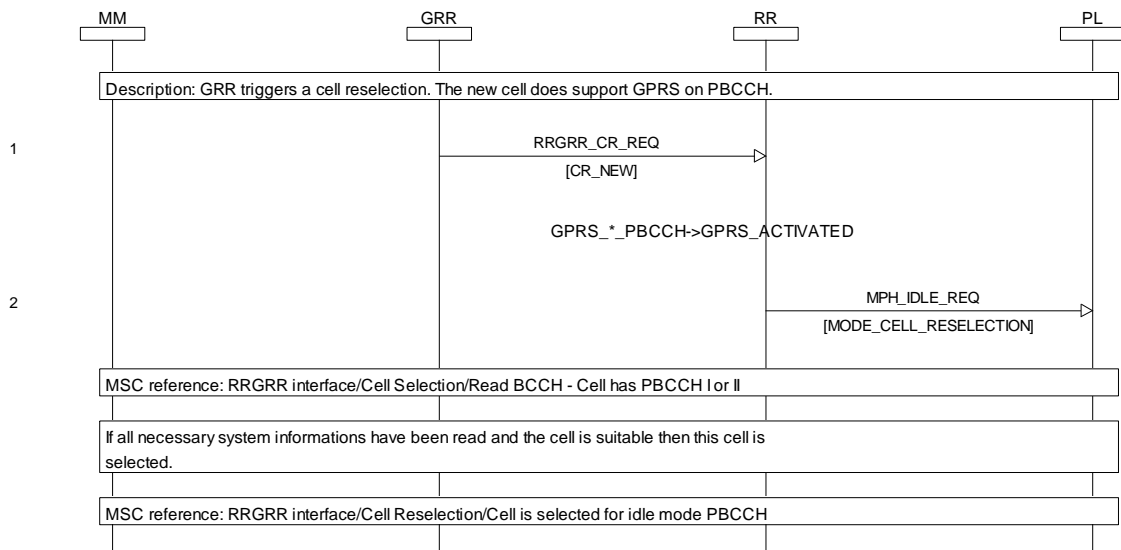 MM GRR RR PL
Description: GRR triggers a cell reselection. The new cell does support GPRS on PBCCH.
1
RRGRR_CR_REQ
[CR_NEW]
GPRS_*_PBCCH->GPRS_ACTIVATED
2
MPH_IDLE_REQ
[MODE_CELL_RESELECTION]
MSC reference: RRGRR interface/Cell Selection/Read BCCH - Cell has PBCCH I or II
If all necessary system informations have been read and the cell is suitable then this cell is
selected.
MSC reference: RRGRR interface/Cell Reselection/Cell is selected for idle mode PBCCH